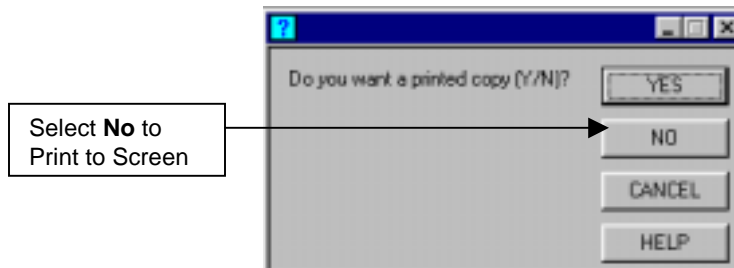 ?
Do you want a printed copy (Y/N)?
YES
Select No to
Print to Screen
NO
CANCEL
HELP